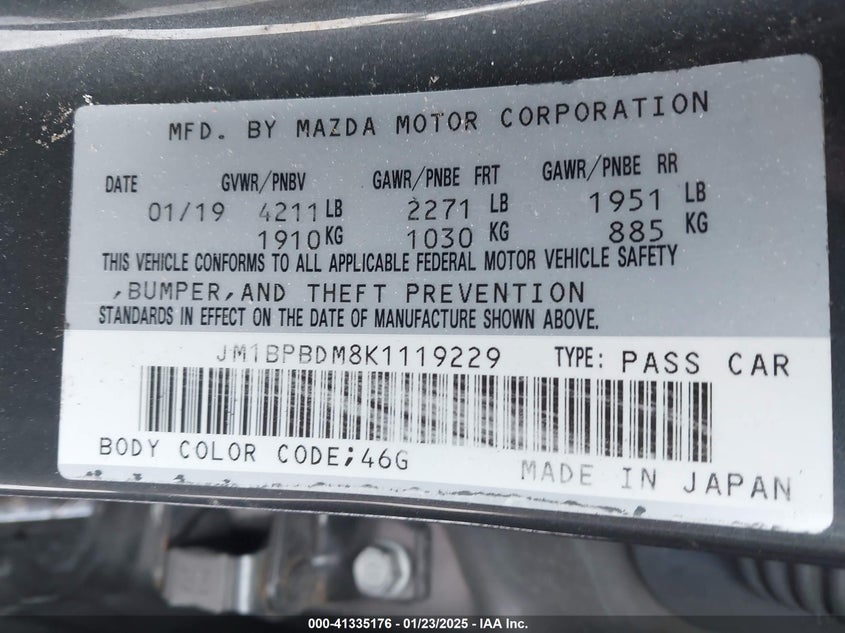 MFD. BY MAZDA MOTOR CORPORATION
DATE GVWR/PNBV GAWR/PNBE FRT GAWR/PNBE RR
01/19 4211 LB 2271 LB 1951 LB
1910 KG 1030 KG 885 KG
THIS VEHICLE CONFORMS TO ALL APPLICABLE FEDERAL MOTOR VEHICLE SAFETY
,BUMPER,AND THEFT PREVENTION
STANDARDS IN EFFECT ON THE DATE OF MANUFACTURE SHOWN ABOVE.
JM1BPBDM8K1119229 TYPE: PASS CAR
BODY COLOR CODE;46G
MADE IN JAPAN
000-41335176 - 01/23/2025 - IAA Inc.